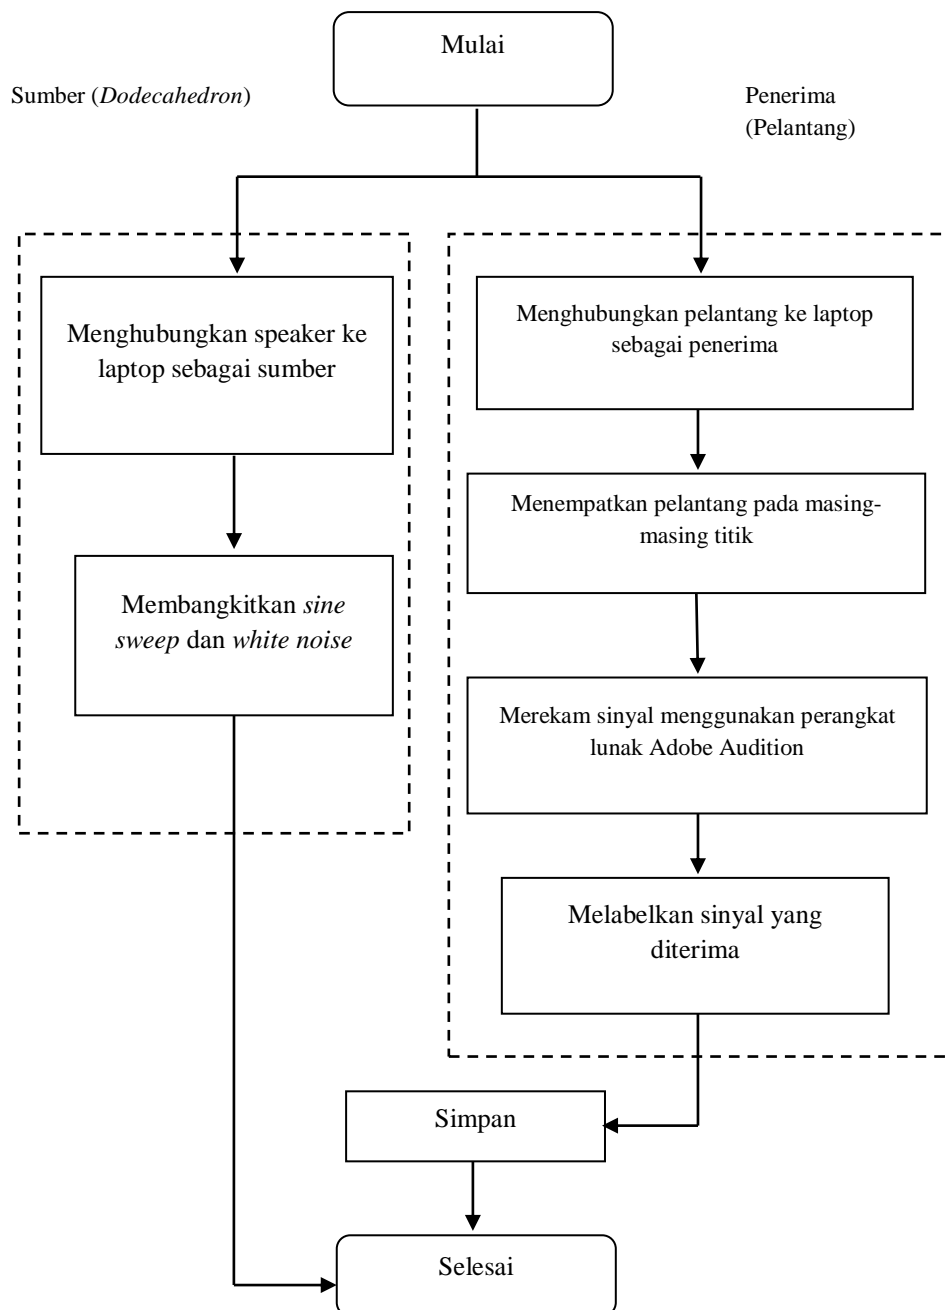 Mulai
Sumber (Dodecahedron)
Penerima
(Pelantang)
Menghubungkan speaker ke
laptop sebagai sumber
Membangkitkan sine
sweep dan white noise
Menghubungkan pelantang ke laptop
sebagai penerima
Menempatkan pelantang pada masing-
masing titik
Merekam sinyal menggunakan perangkat
lunak Adobe Audition
Melabelkan sinyal yang
diterima
Simpan
Selesai